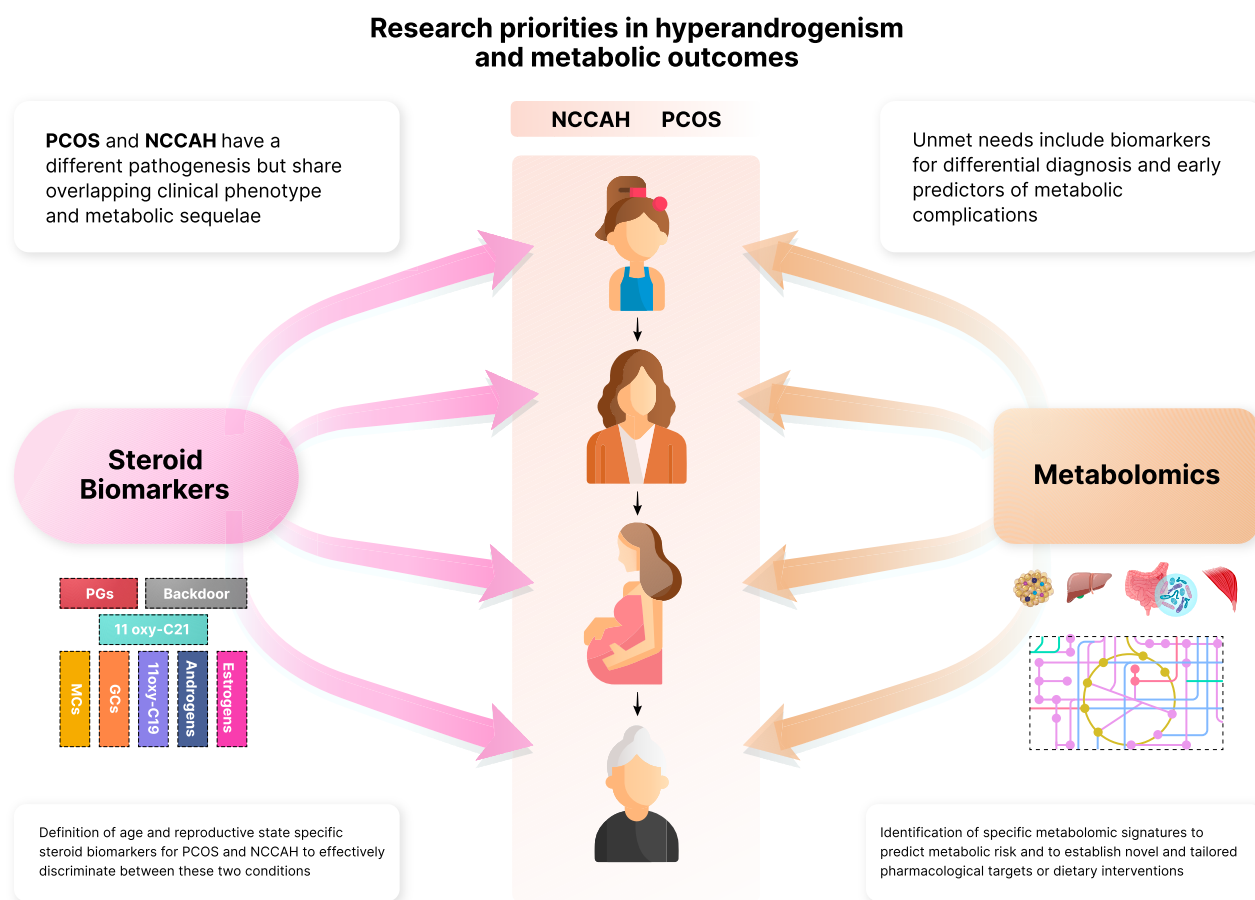 Research priorities in hyperandrogenism
and metabolic outcomes
NCCAH PCOS
PCOS and NCCAH have a
different pathogenesis but share
overlapping clinical phenotype
and metabolic sequelae
Unmet needs include biomarkers
for differential diagnosis and early
predictors of metabolic
complications
Steroid
Biomarkers
Metabolomics
PGs
Backdoor
11 oxy-C21
MCs
GCs
11oxy-C19
Androgens
Estrogens
Definition of age and reproductive state specific
steroid biomarkers for PCOS and NCCAH to effectively
discriminate between these two conditions
Identification of specific metabolomic signatures to
predict metabolic risk and to establish novel and tailored
pharmacological targets or dietary interventions